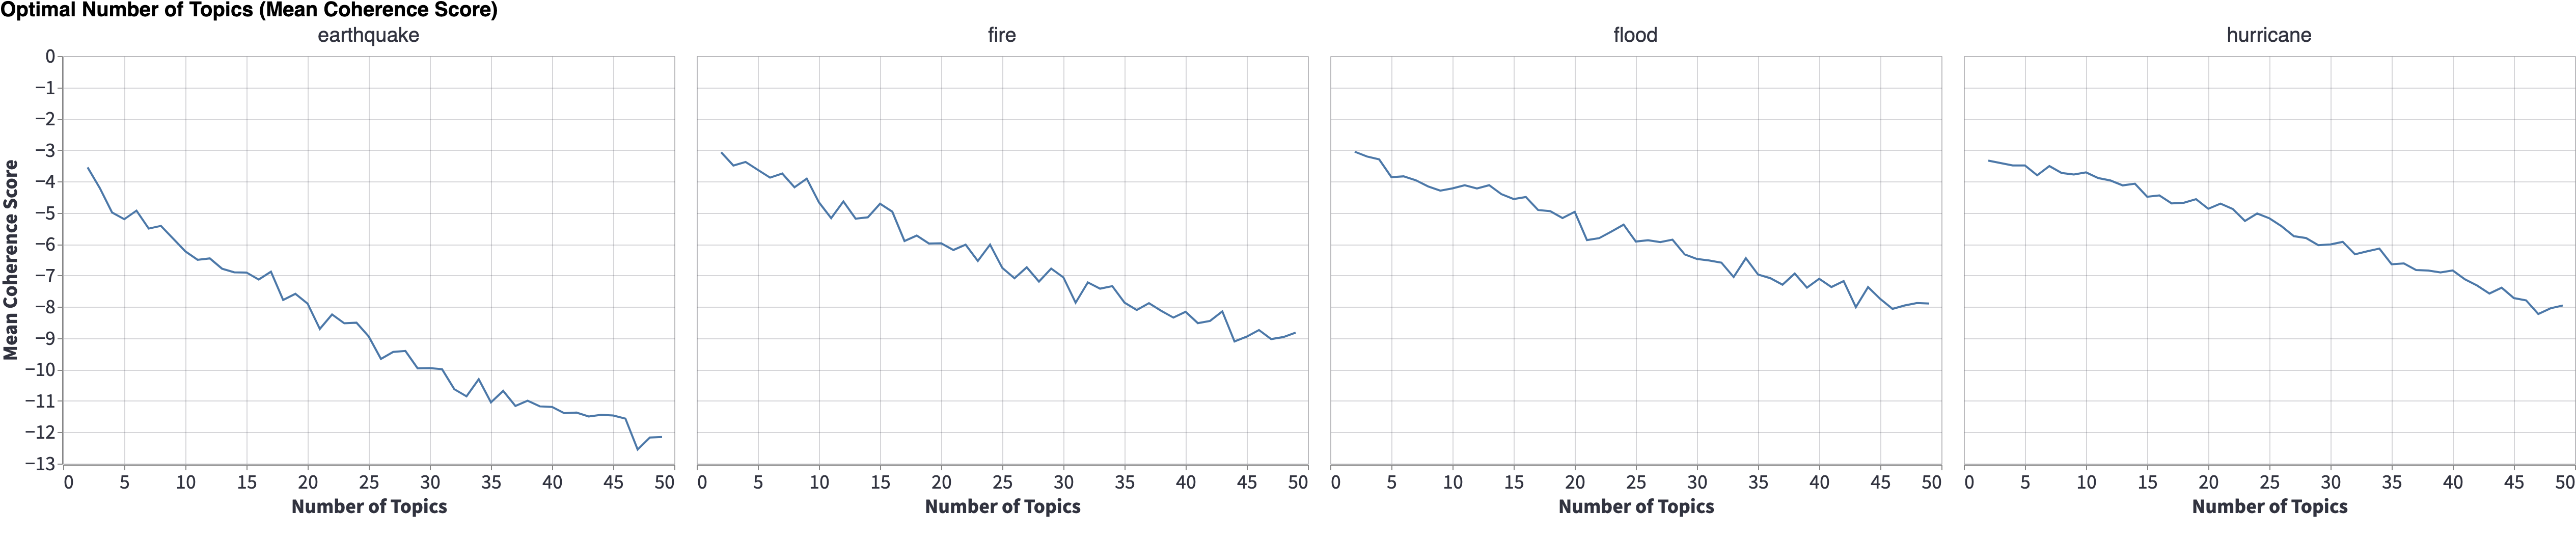 Optimal Number of Topics (Mean Coherence Score)
earthquake fire flood hurricane
Mean Coherence Score
0
−1
−2
−3
−4
−5
−6
−7
−8
−9
−10
−11
−12
−13
0 5 10 15 20 25 30 35 40 45 50 0 5 10 15 20 25 30 35 40 45 50 0 5 10 15 20 25 30 35 40 45 50 0 5 10 15 20 25 30 35 40 45 50
Number of Topics Number of Topics Number of Topics Number of Topics